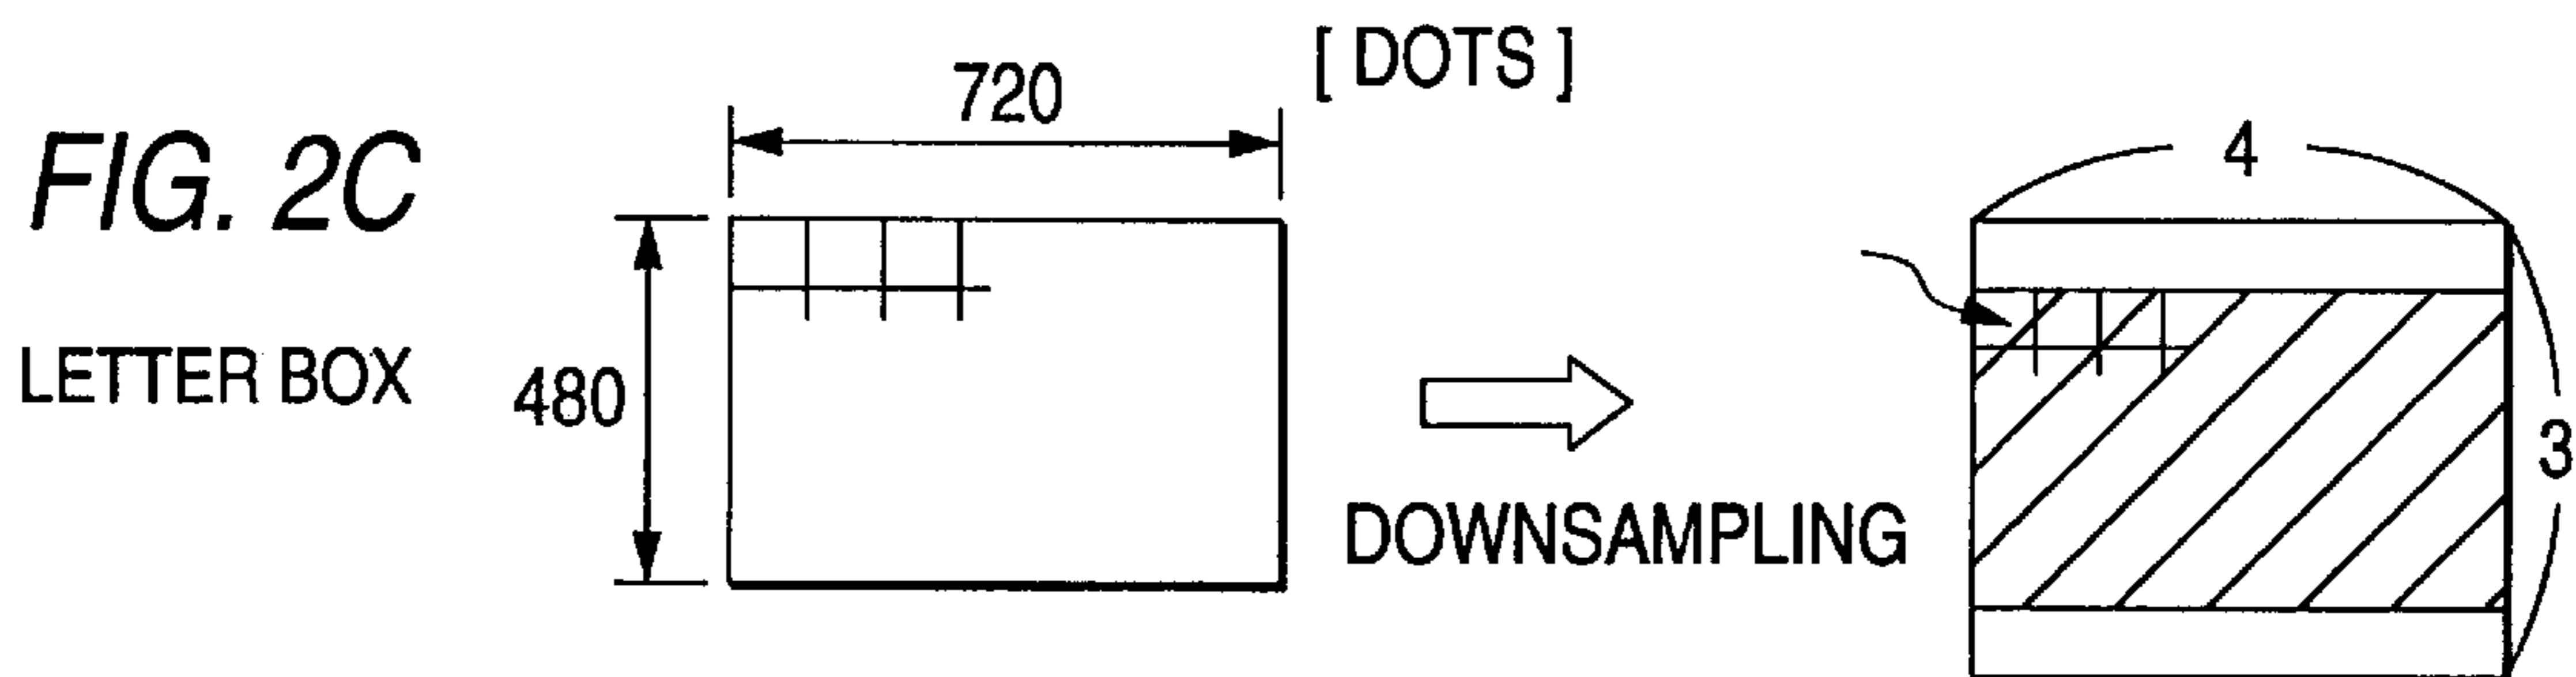 FIG. 2C
LETTER BOX
720
[ DOTS ]
480
DOWNSAMPLING
4
3